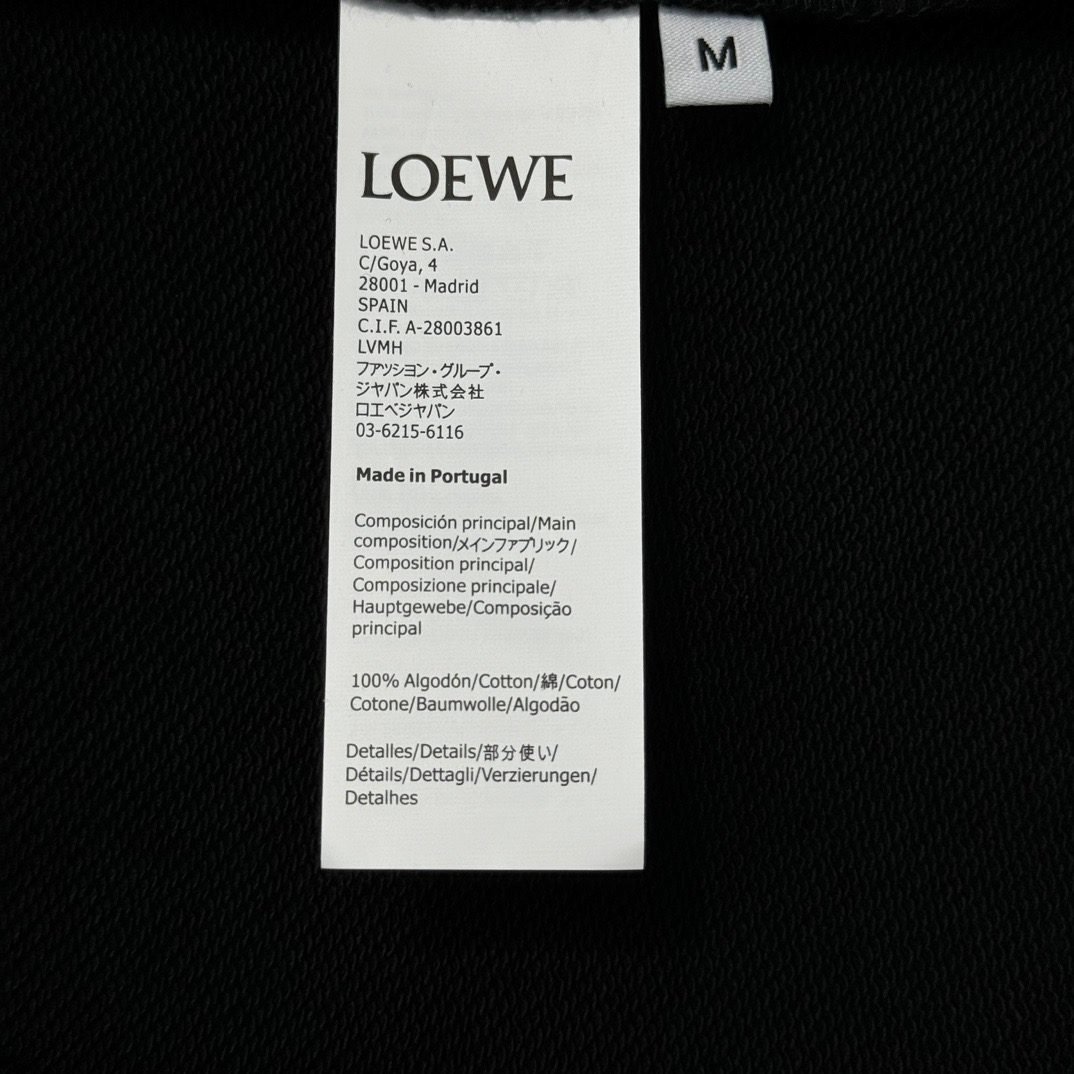 M
LOEWE
LOEWE S.A.
C/Goya, 4
28001 - Madrid
SPAIN
C.I.F. A-28003861
LVMH
ファッション・グループ・
ジャパン株式会社
ロエベジャパン
03-6215-6116
Made in Portugal
Composición principal/Main
composition/メインファブリック/
Composition principal/
Composizione principale/
Hauptgewebe/Composição
principal
100% Algodón/Cotton/綿/Coton/
Cotone/Baumwolle/Algodão
Detalles/Details/部分使い/
Détails/Dettagli/Verzierungen/
Detalhes